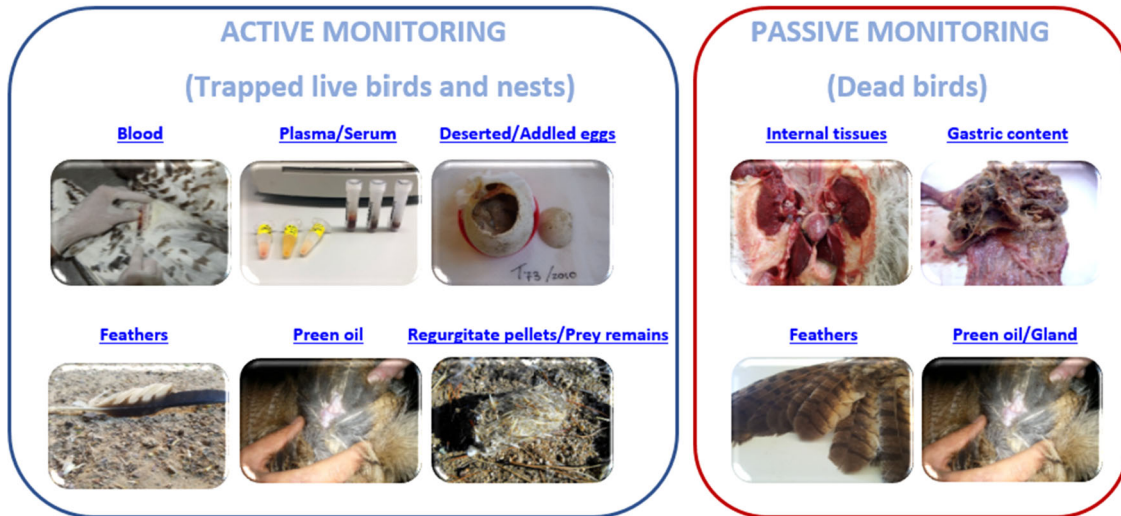 ACTIVE MONITORING
(Trapped live birds and nests)
Blood
Plasma/Serum
Deserted/Addled eggs
T73/2010
Feathers
Preen oil
Regurgitate pellets/Prey remains
PASSIVE MONITORING
(Dead birds)
Internal tissues
Gastric content
Feathers
Preen oil/Gland